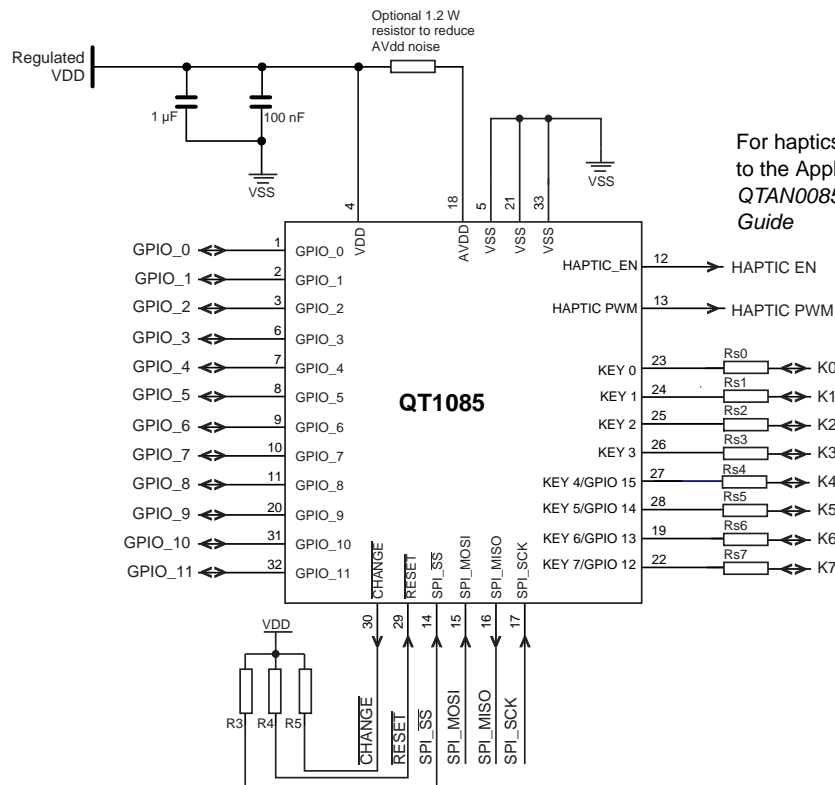 Optional 1.2 W
resistor to reduce
AVdd noise
Regulated
VDD
1 µF
100 nF
VSS
VSS
For haptics
to the Appl
QTAN0085
Guide
4
18
5
21
33
VDD
AVDD
VSS
VSS
VSS
GPIO_0 1 GPIO_0
GPIO_1 2 GPIO_1
GPIO_2 3 GPIO_2
GPIO_3 6 GPIO_3
GPIO_4 7 GPIO_4
GPIO_5 8 GPIO_5
GPIO_6 9 GPIO_6
GPIO_7 10 GPIO_7
GPIO_8 11 GPIO_8
GPIO_9 20 GPIO_9
GPIO_10 31 GPIO_10
GPIO_11 32 GPIO_11
QT1085
HAPTIC_EN 12 HAPTIC EN
HAPTIC PWM 13 HAPTIC PWM
KEY 0 23 Rs0 K0
KEY 1 24 Rs1 K1
KEY 2 25 Rs2 K2
KEY 3 26 Rs3 K3
KEY 4/GPIO 15 27 Rs4 K4
KEY 5/GPIO 14 28 Rs5 K5
KEY 6/GPIO 13 19 Rs6 K6
KEY 7/GPIO 12 22 Rs7 K7
CHANGE
RESET
SPI_SS
SPI_MOSI
SPI_MISO
SPI_SCK
30
29
14
15
16
17
VDD
R3
R4
R5
CHANGE
RESET
SPI_SS
SPI_MOSI
SPI_MISO
SPI_SCK